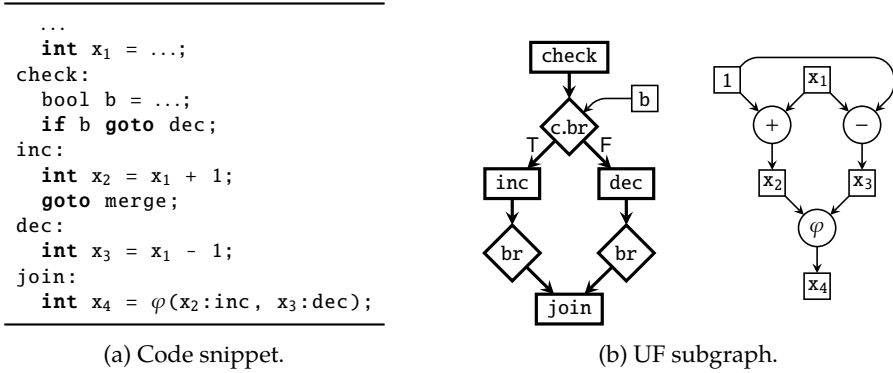 ...
int x₁ = ...;
check:
bool b = ...;
if b goto dec;
inc:
int x₂ = x₁ + 1;
goto merge;
dec:
int x₃ = x₁ - 1;
join:
int x₄ = φ(x₂:inc, x₃:dec);
(a) Code snippet.
check
b
c.br
T F
inc dec
br br
join
1 x₁
+ −
x₂ x₃
φ
x₄
(b) UF subgraph.